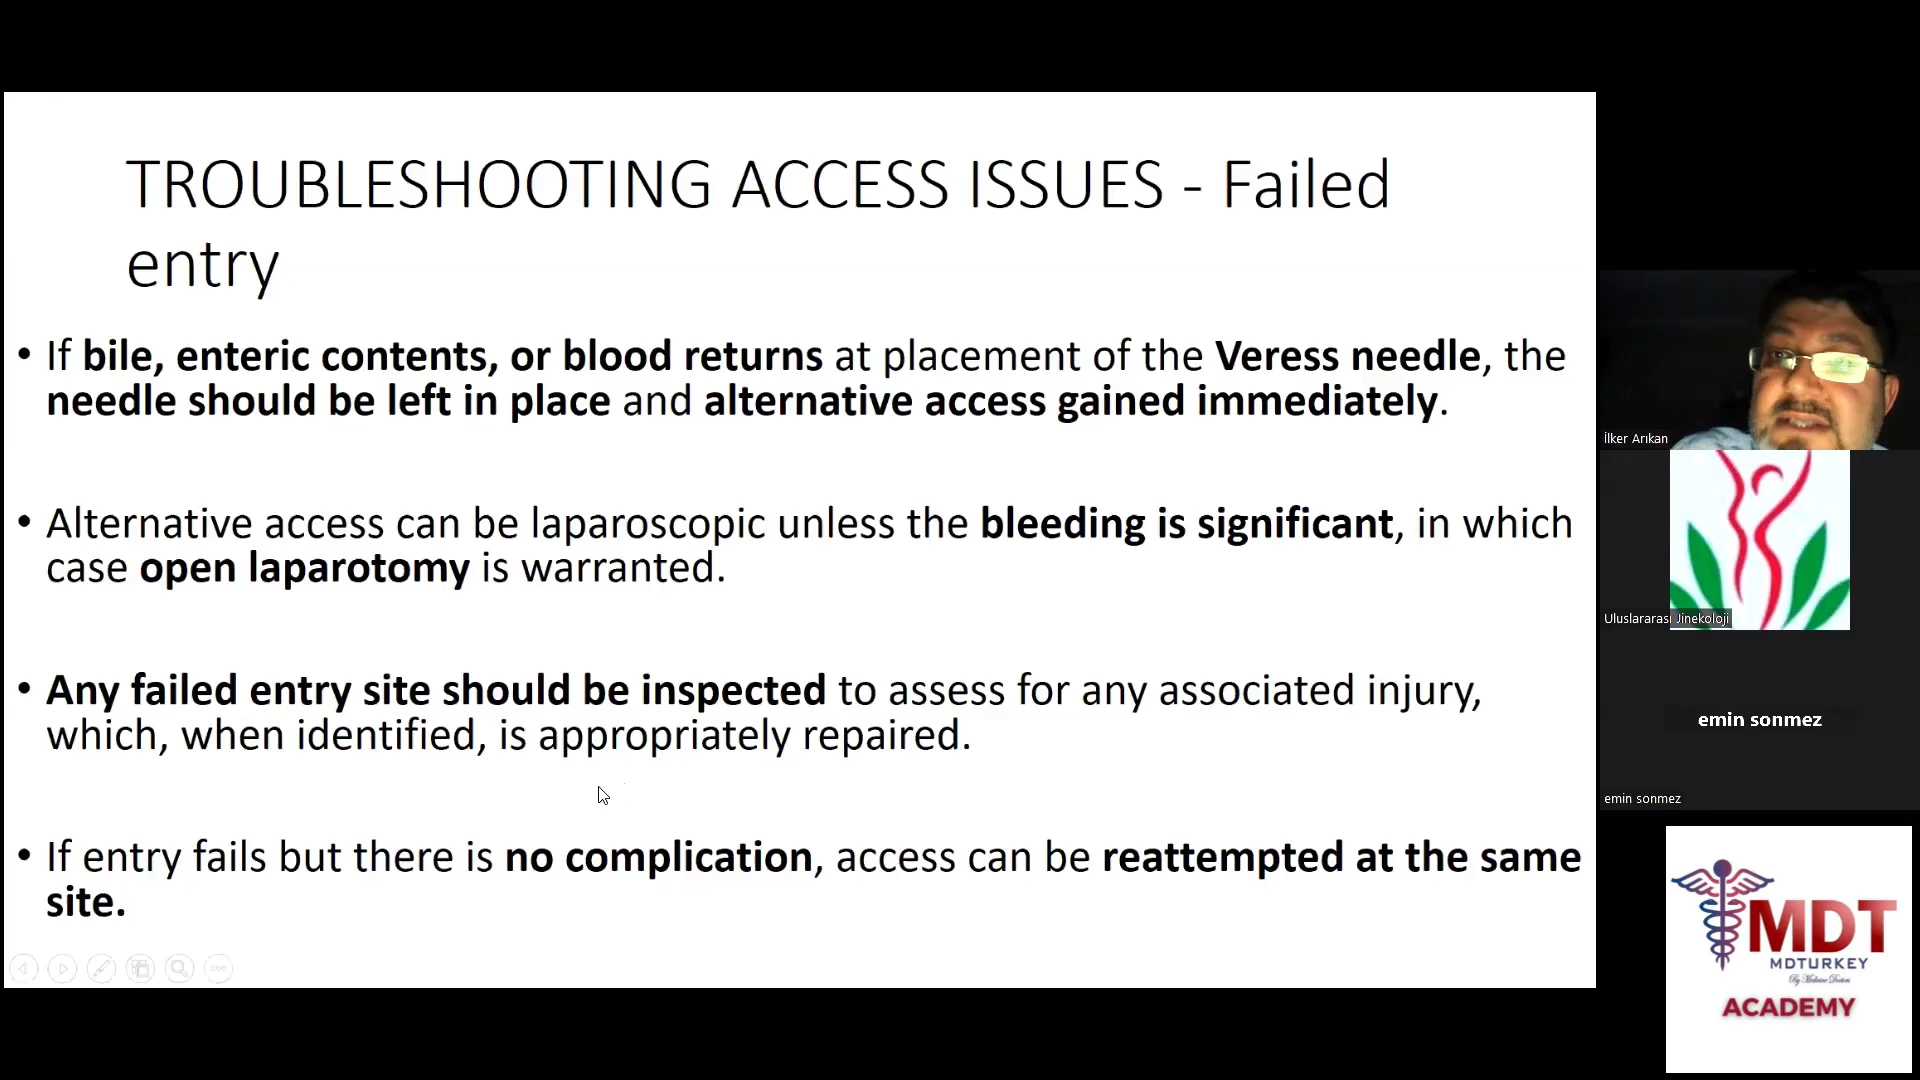 TROUBLESHOOTING ACCESS ISSUES - Failed
entry
• If bile, enteric contents, or blood returns at placement of the Veress needle, the
needle should be left in place and alternative access gained immediately.
• Alternative access can be laparoscopic unless the bleeding is significant, in which
case open laparotomy is warranted.
• Any failed entry site should be inspected to assess for any associated injury,
which, when identified, is appropriately repaired.
• If entry fails but there is no complication, access can be reattempted at the same
site.
İlker Arıkan
Uluslararası Jinekoloji
emin sonmez
emin sonmez
MDT
MDTURKEY
By Medicine Doctors
ACADEMY